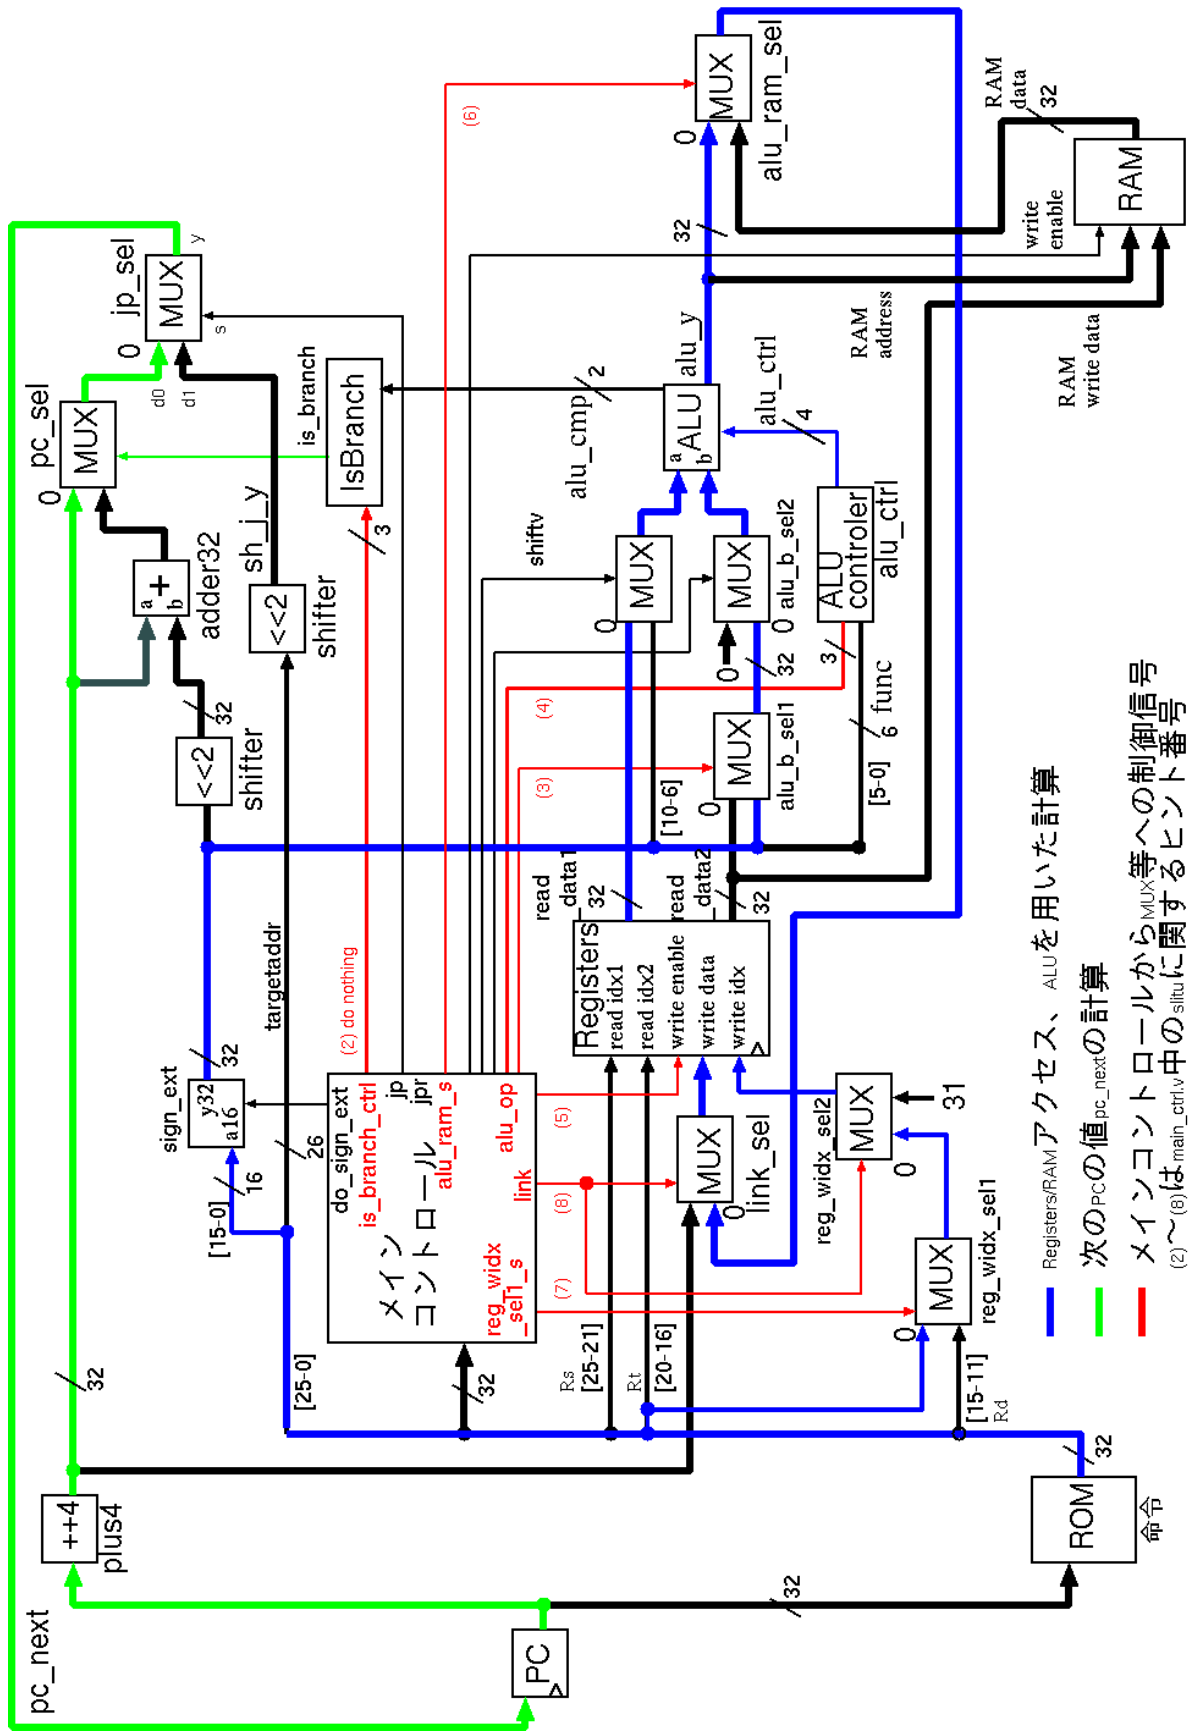 pc_next
PC
++4
plus4
32
32
ROM
命令
32
[25-0]
[15-0]
16
sign_ext
y32
a16
32
26
targetaddr
メイン
コントロール
do_sign_ext
is_branch_ctrl
jp
jpr
alu_ram_s
alu_op
link
reg_widx
_sel1_s
32
(2) do nothing
(3)
(4)
(5)
(6)
(7)
(8)
Rs
[25-21]
Rt
[20-16]
[15-11]
Rd
0
MUX
reg_widx_sel1
0
MUX
reg_widx_sel2
31
0
MUX
link_sel
Registers
read idx1
read idx2
write enable
write data
write idx
read
_data1
32
read
_data2
32
<<2
shifter
32
a
b
+
adder32
<<2
shifter
sh_j_y
0
MUX
pc_sel
0
MUX
jp_sel
d0
d1
s
y
is_branch
IsBranch
3
[10-6]
0
MUX
shiftv
0
MUX
alu_b_sel1
32
0
0
MUX
alu_b_sel2
[5-0]
6
func
3
ALU
controler
alu_ctrl
alu_ctrl
4
a
b
ALU
alu_cmp
2
alu_y
32
0
MUX
alu_ram_sel
RAM
address
RAM
write data
write
enable
RAM
RAM
data
32
Registers/RAMアクセス、ALUを用いた計算
次のPCの値pc_nextの計算
メインコントロールからMUX等への制御信号
(2)〜(8)はmain_ctrl.v中のslituに関するヒント番号